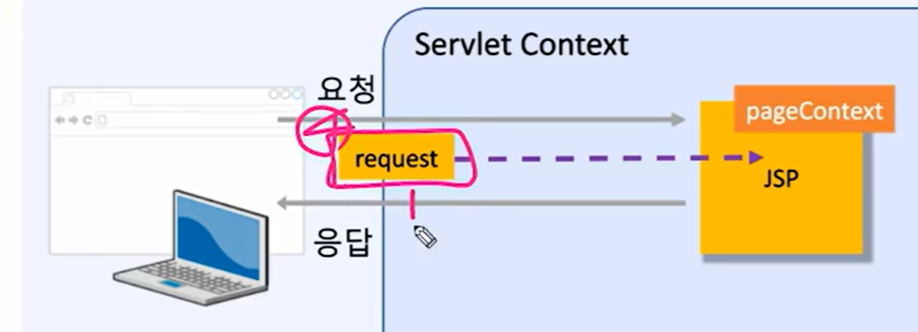 Servlet Context
요청
pageContext
request
JSP
응답